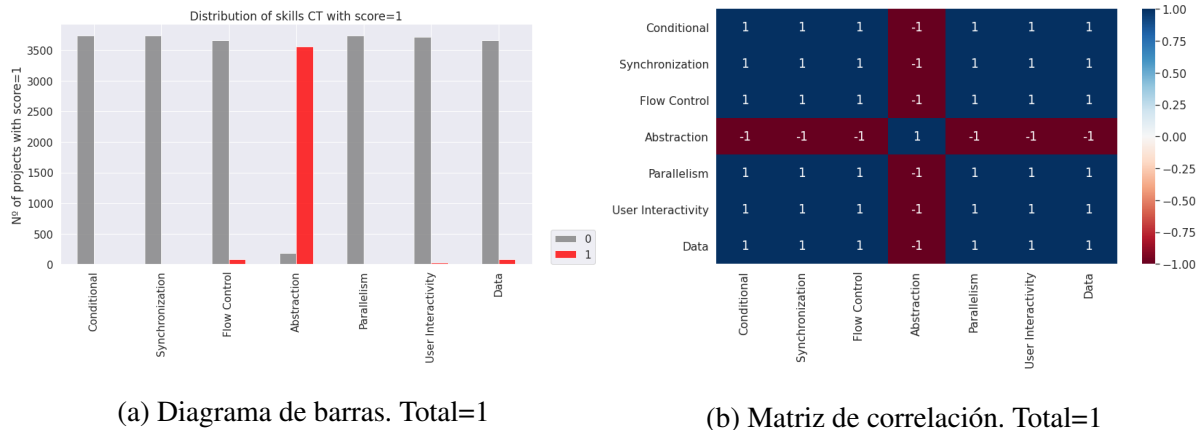 Distribution of skills CT with score=1
Nº of projects with score=1
3500
3000
2500
2000
1500
1000
500
0
Conditional
Synchronization
Flow Control
Abstraction
Parallelism
User Interactivity
Data
0
1
(a) Diagrama de barras. Total=1
Conditional 1 1 1 -1 1 1 1
Synchronization 1 1 1 -1 1 1 1
Flow Control 1 1 1 -1 1 1 1
Abstraction -1 -1 -1 1 -1 -1 -1
Parallelism 1 1 1 -1 1 1 1
User Interactivity 1 1 1 -1 1 1 1
Data 1 1 1 -1 1 1 1
Conditional
Synchronization
Flow Control
Abstraction
Parallelism
User Interactivity
Data
1.00
0.75
0.50
0.25
0.00
−0.25
−0.50
−0.75
−1.00
(b) Matriz de correlación. Total=1